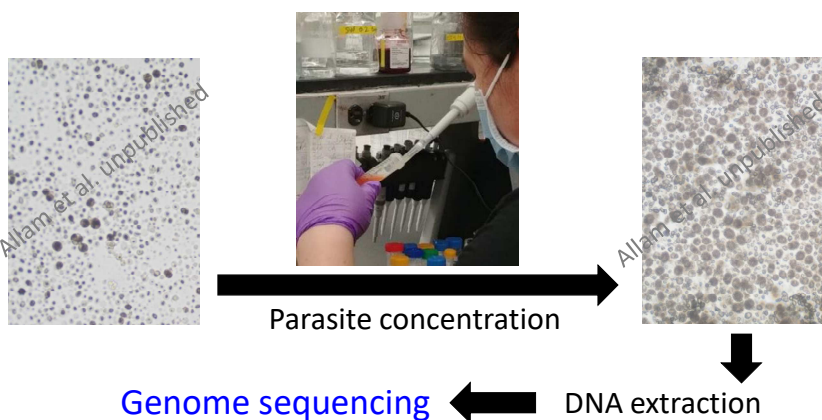 Allam et al. unpublished
Allam et al. unpublished
Parasite concentration
Genome sequencing
DNA extraction